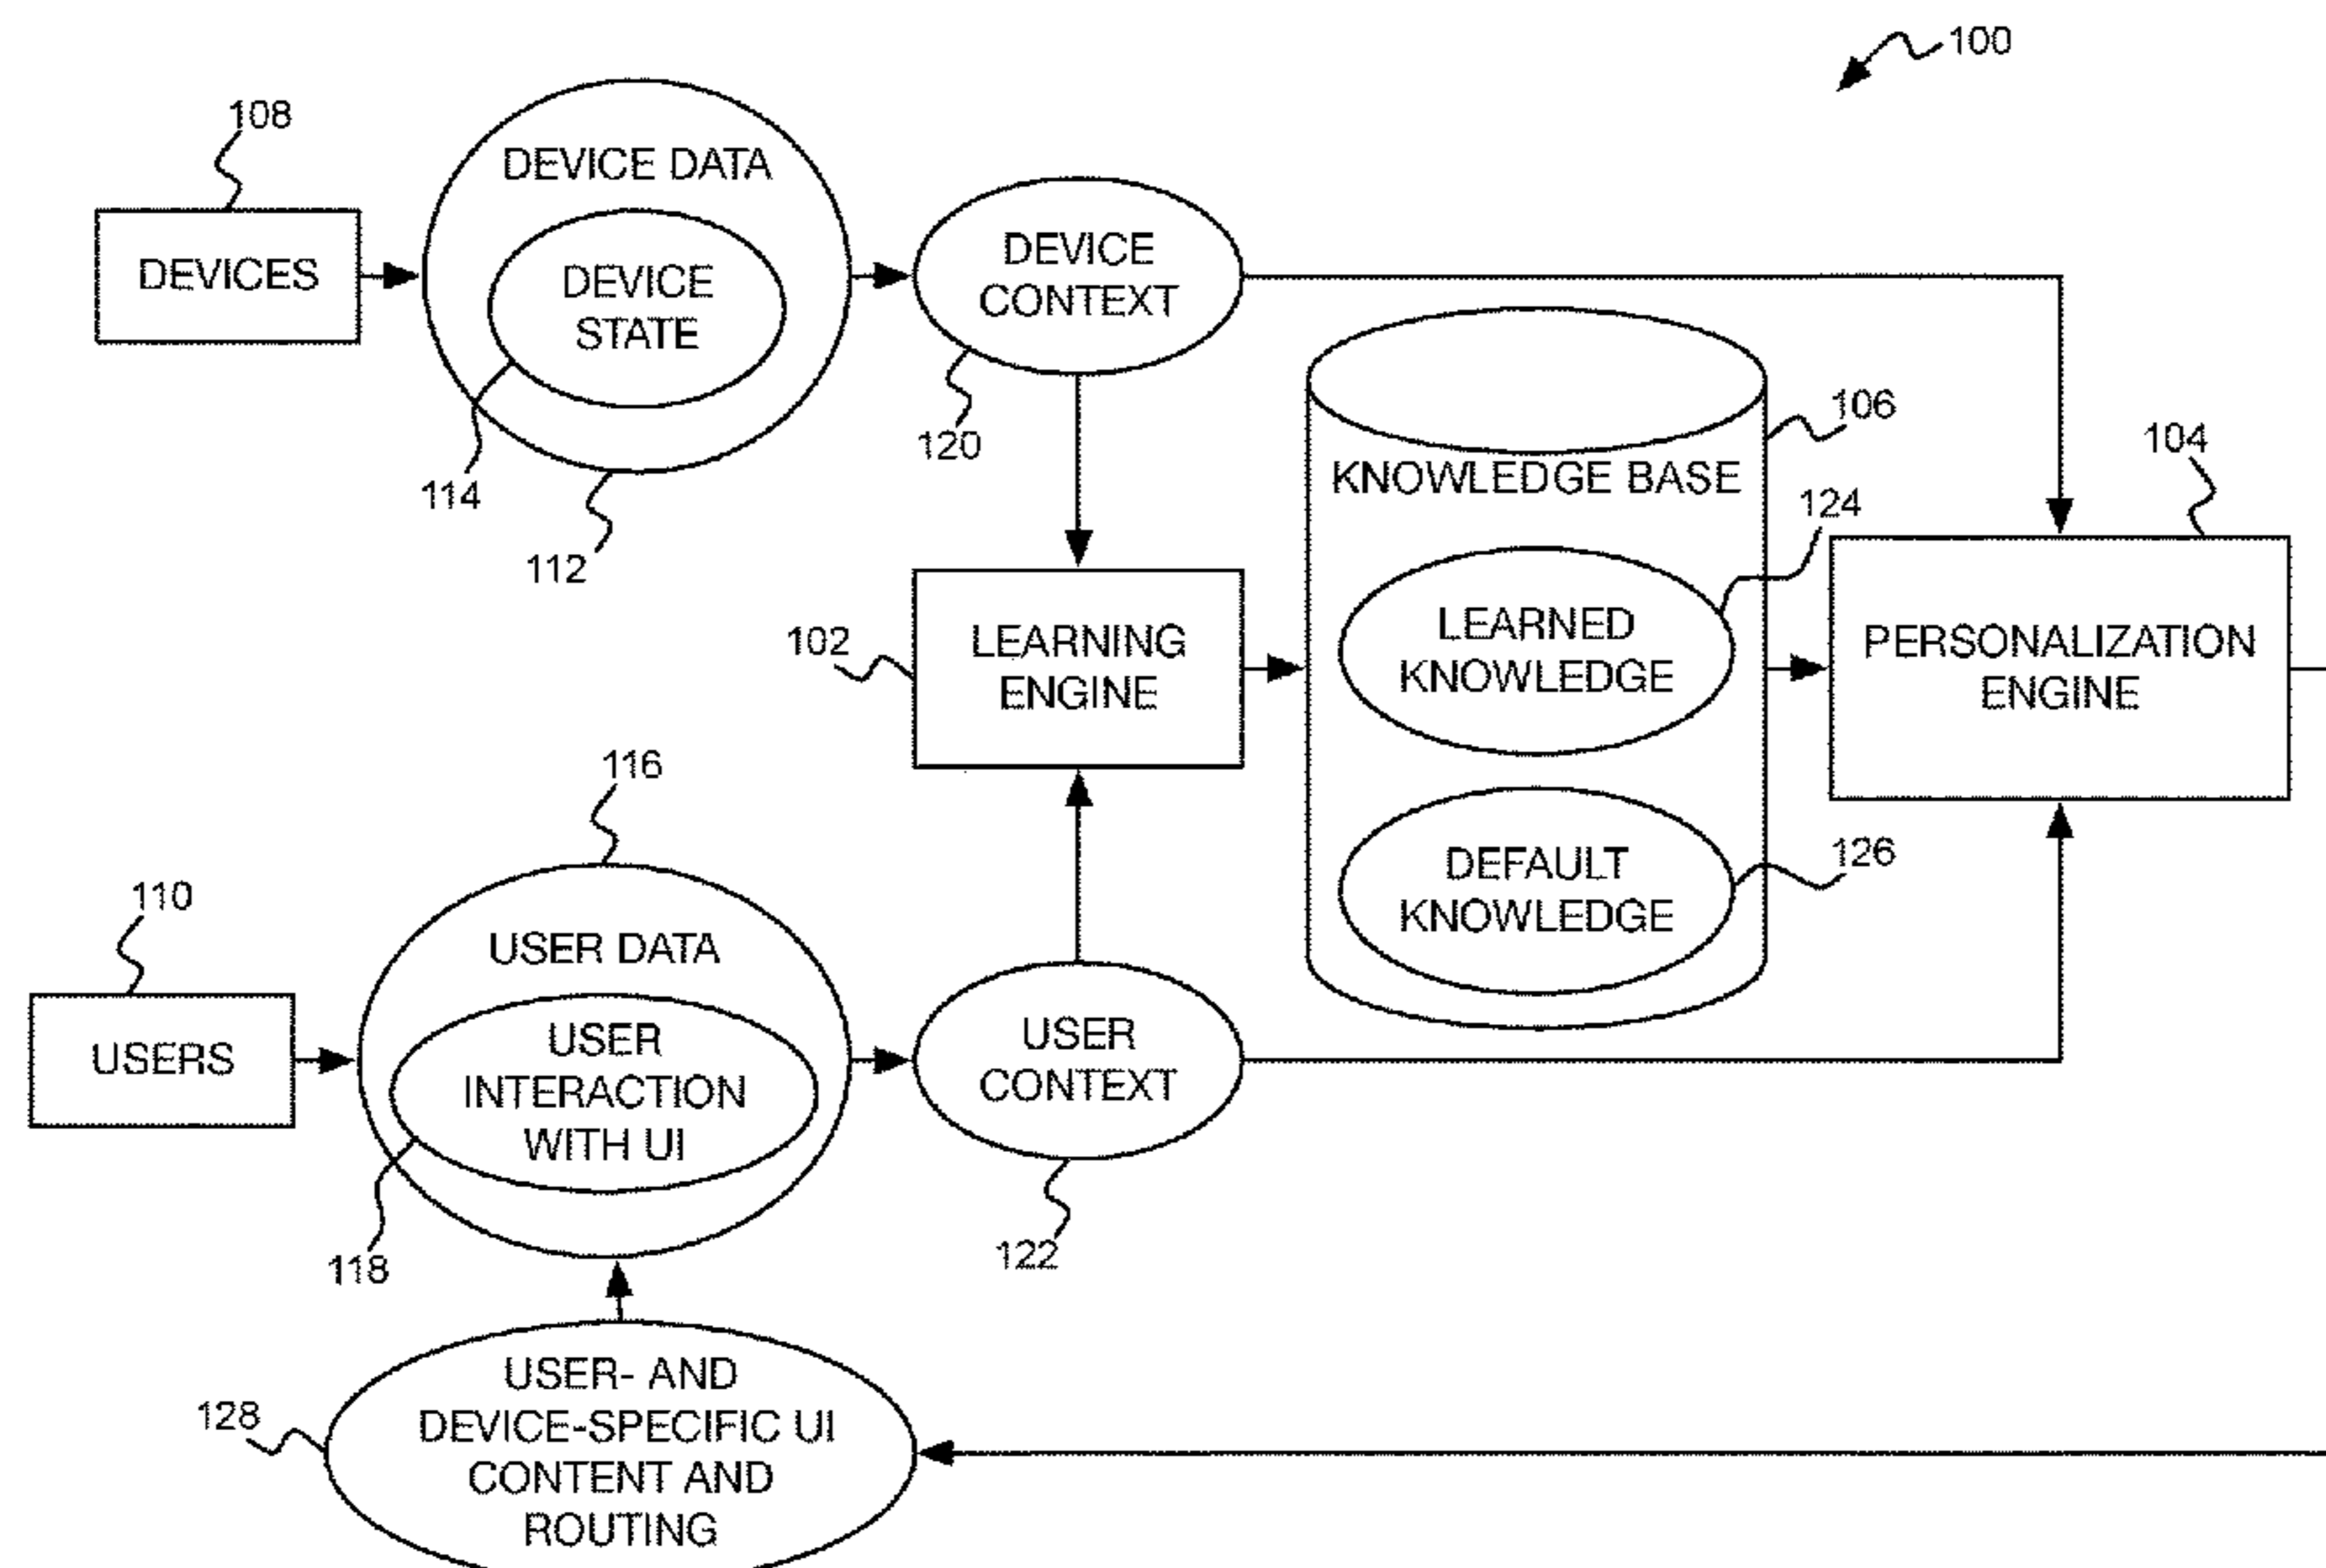 100
108
DEVICE DATA
DEVICES
DEVICE
STATE
DEVICE
CONTEXT
114
112
120
106
KNOWLEDGE BASE
104
124
102
LEARNING
ENGINE
LEARNED
KNOWLEDGE
PERSONALIZATION
ENGINE
116
110
USER DATA
DEFAULT
KNOWLEDGE
126
USERS
USER
INTERACTION
WITH UI
USER
CONTEXT
118
122
128
USER- AND
DEVICE-SPECIFIC UI
CONTENT AND
ROUTING